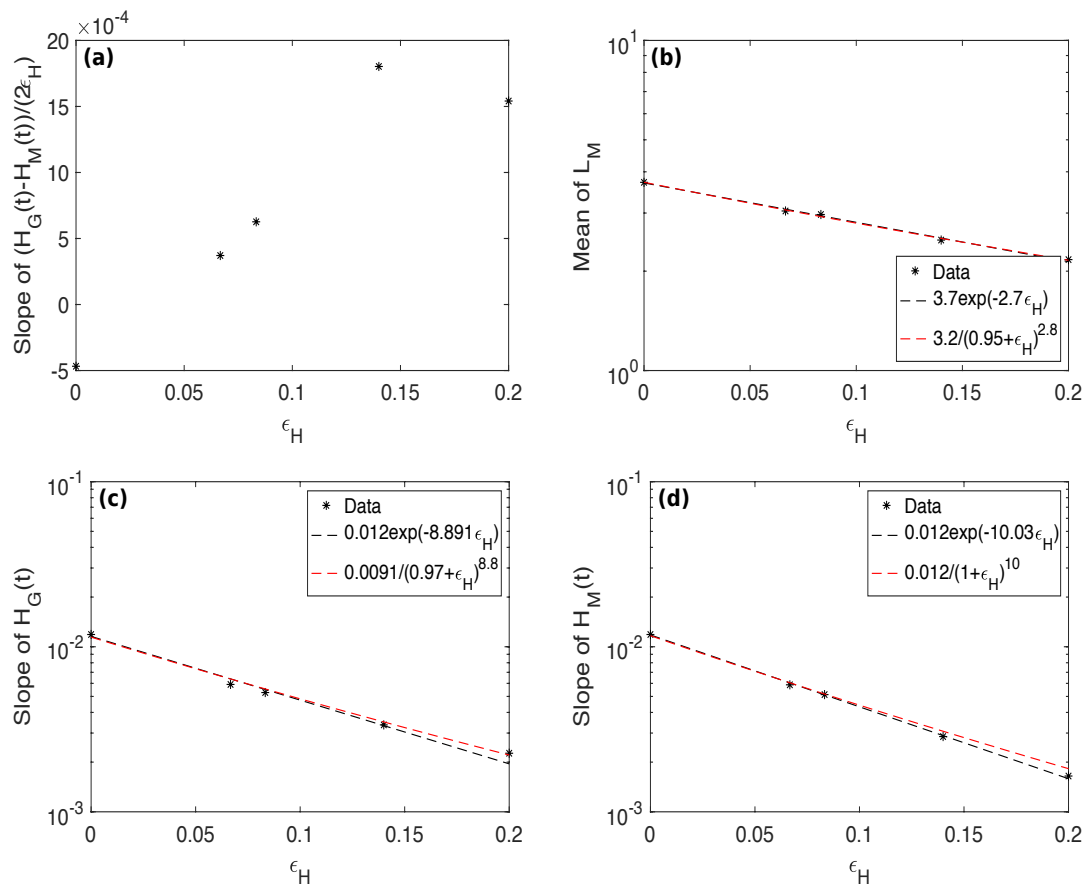 (a)
×10^-4
20
15
10
5
0
-5
0
0.05
0.1
0.15
0.2
Slope of (H_G(t)-H_M(t))/(2ϵ_H)
ϵ_H
(b)
10^1
10^0
0
0.05
0.1
0.15
0.2
Mean of L_M
ϵ_H
Data
3.7exp(-2.7ϵ_H)
3.2/(0.95+ϵ_H)^2.8
(c)
10^-1
10^-2
10^-3
0
0.05
0.1
0.15
0.2
Slope of H_G(t)
ϵ_H
Data
0.012exp(-8.891ϵ_H)
0.0091/(0.97+ϵ_H)^8.8
(d)
10^-1
10^-2
10^-3
0
0.05
0.1
0.15
0.2
Slope of H_M(t)
ϵ_H
Data
0.012exp(-10.03ϵ_H)
0.012/(1+ϵ_H)^10